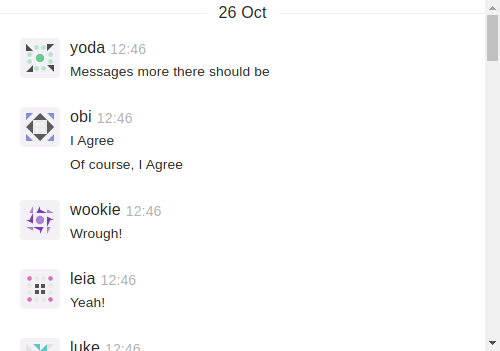 26 Oct
yoda 12:46
Messages more there should be
obi 12:46
I Agree
Of course, I Agree
wookie 12:46
Wrough!
leia 12:46
Yeah!
luke 12:46